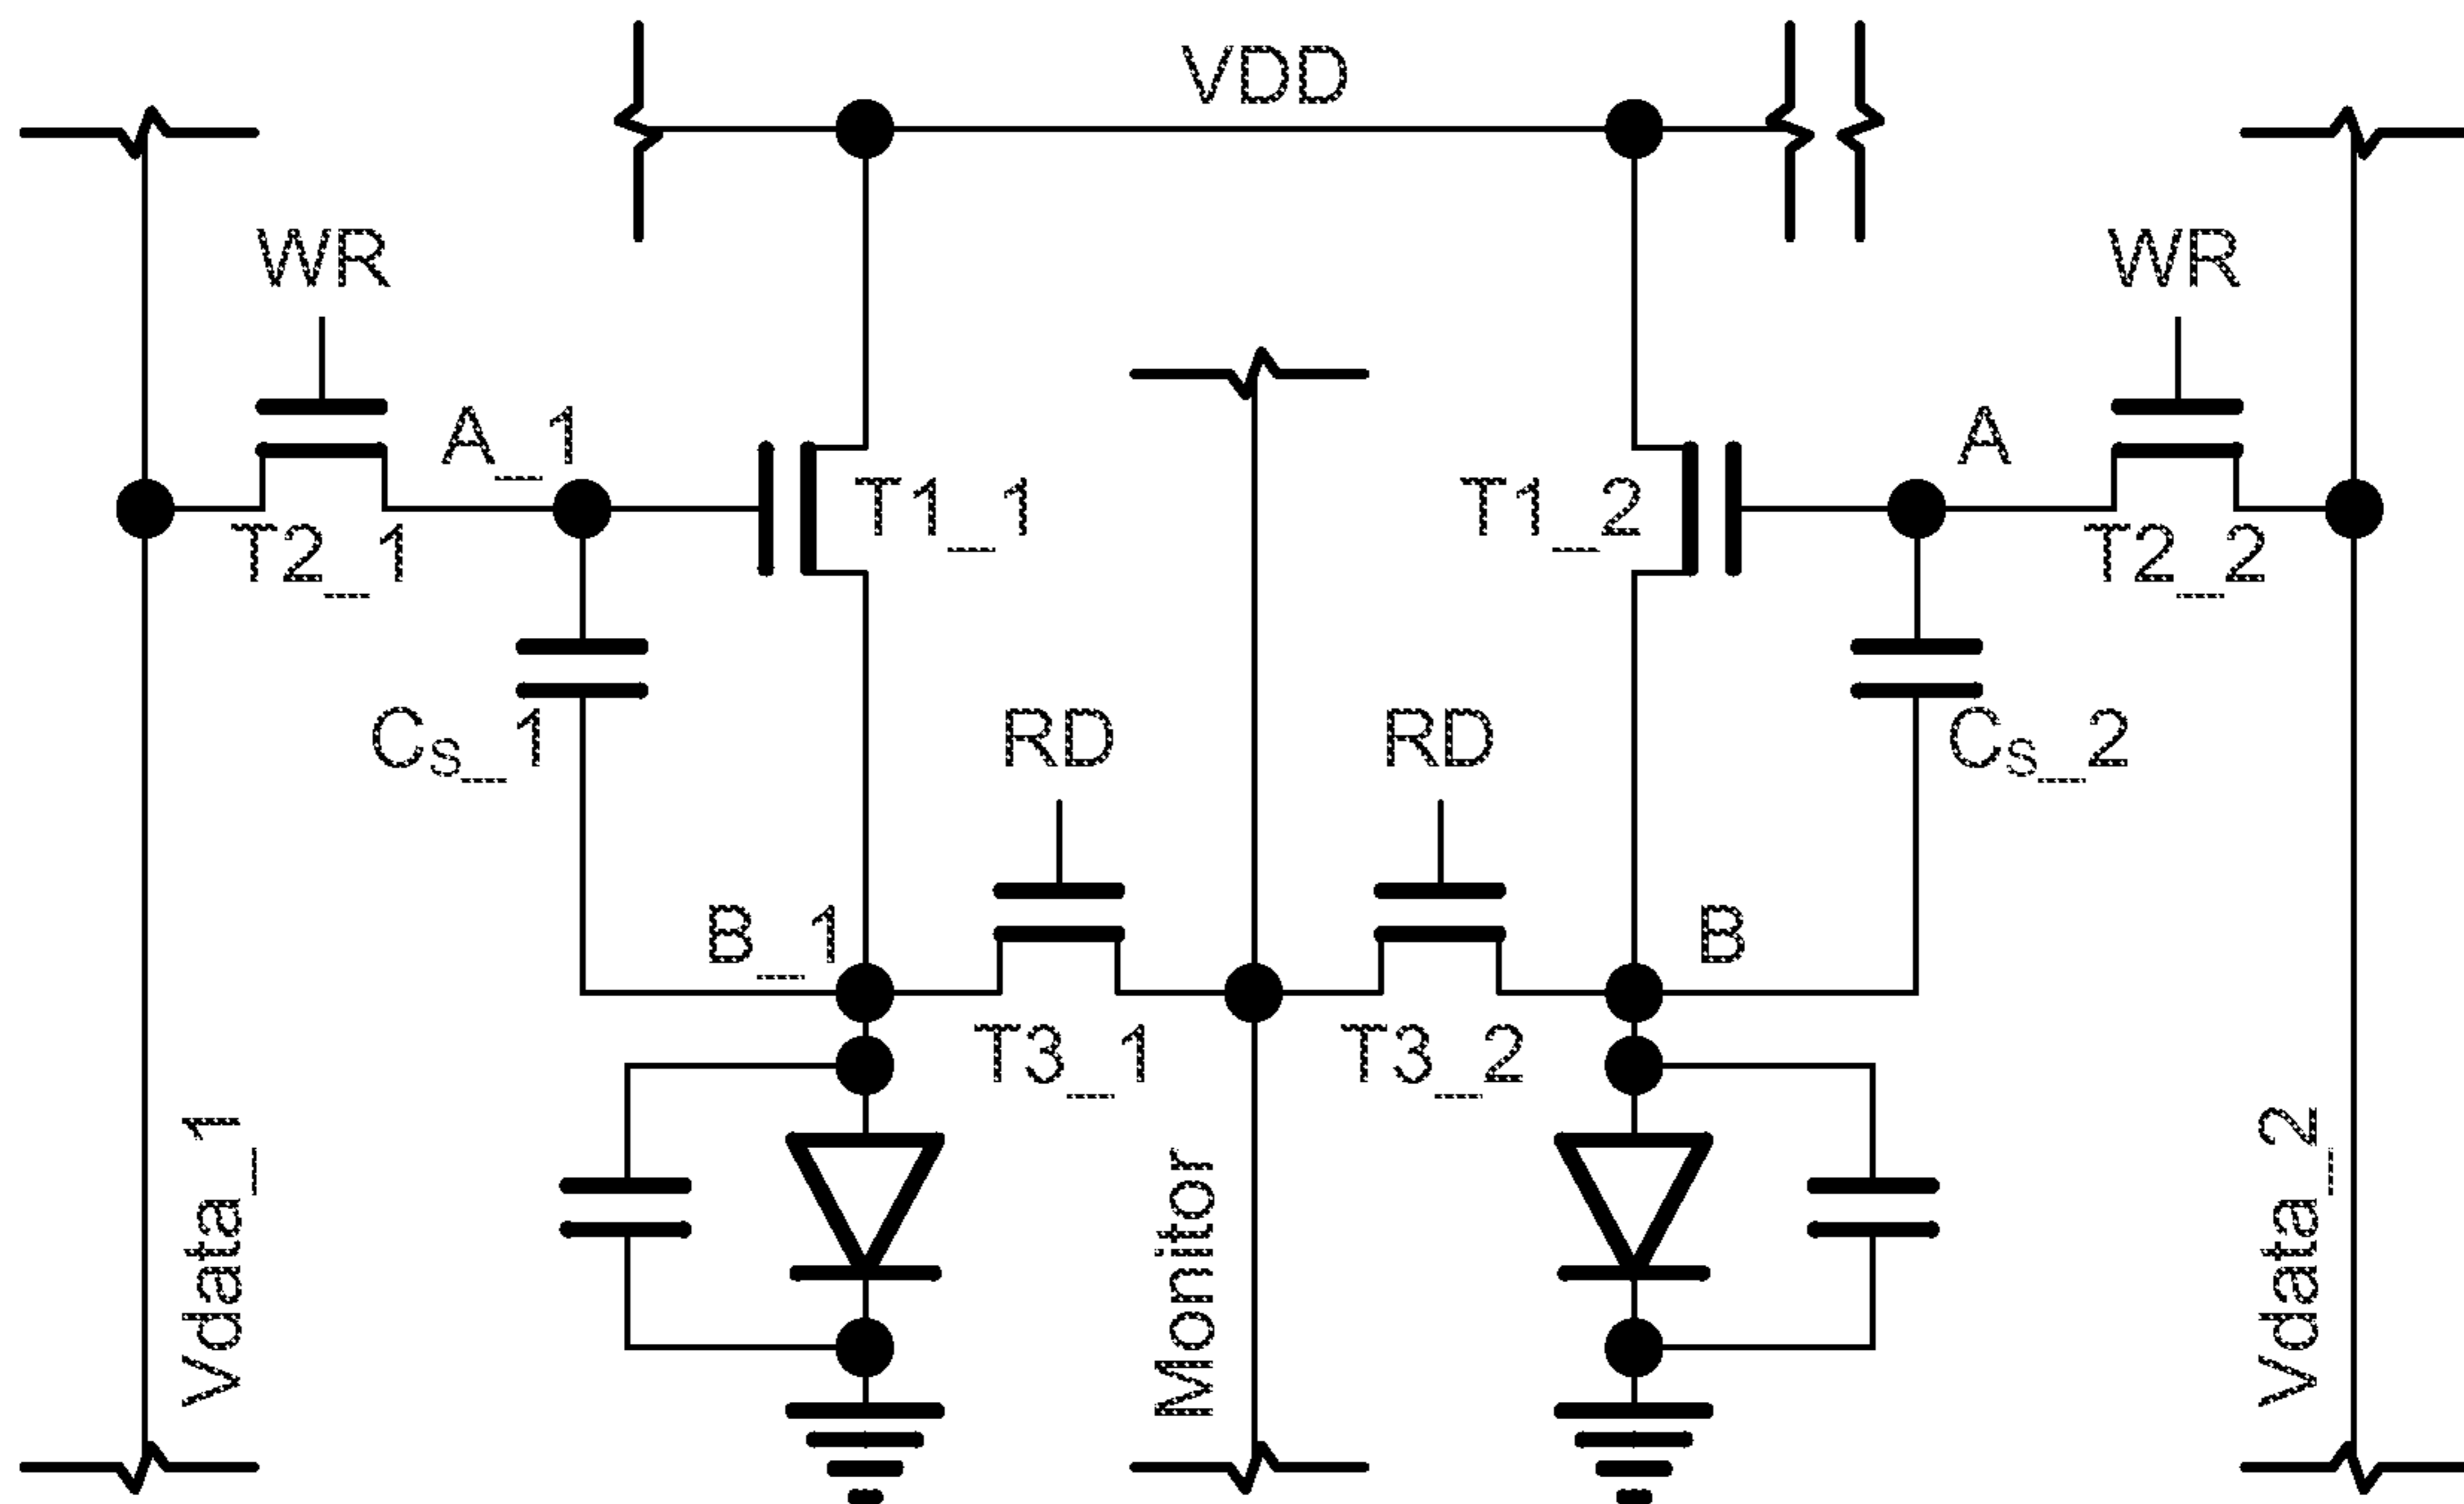 VDD
WR
WR
A_1
A
T1_1
T1_2
T2_1
T2_2
Cs_1
RD
RD
Cs_2
B_1
B
T3_1
T3_2
Vdata_1
Monitor
Vdata_2